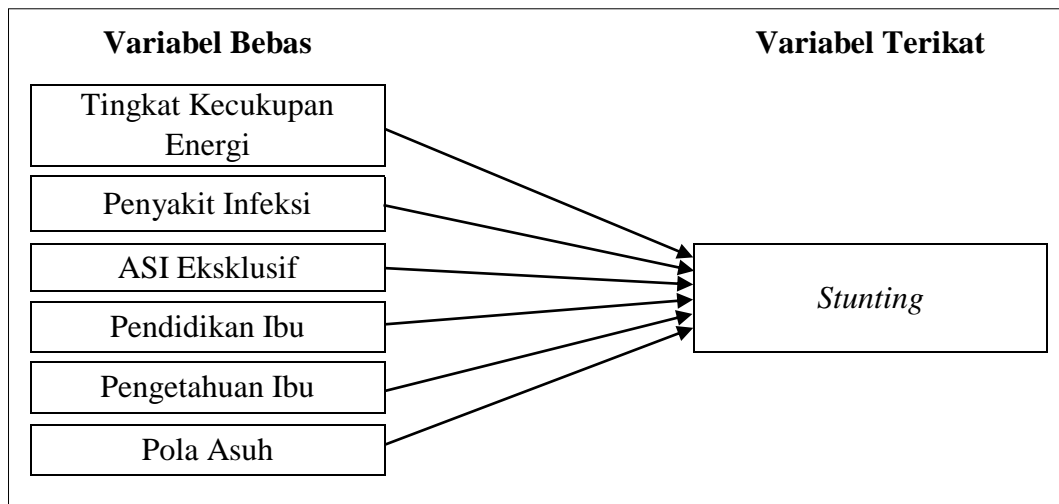 Variabel Bebas
Variabel Terikat
Tingkat Kecukupan
Energi
Penyakit Infeksi
ASI Eksklusif
Pendidikan Ibu
Pengetahuan Ibu
Pola Asuh
Stunting